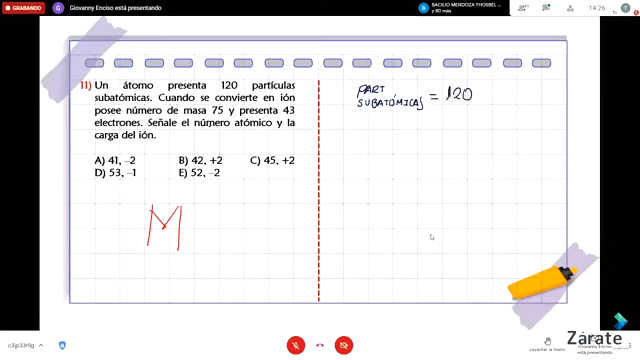 GRABANDO
G Giovanny Enciso está presentando
B BACILIO MENDOZA YHOSBEL
y 80 más
T
14:26
11) Un átomo presenta 120 partículas
subatómicas. Cuando se convierte en ión
posee número de masa 75 y presenta 43
electrones. Señale el número atómico y la
carga del ión.
A) 41, –2 B) 42, +2 C) 45, +2
D) 53, –1 E) 52, –2
PART
SUBATÓMICAS = 120
M
c3jp33rllg
Levantar la mano
Giovanny Enciso
está presentando
Zárate